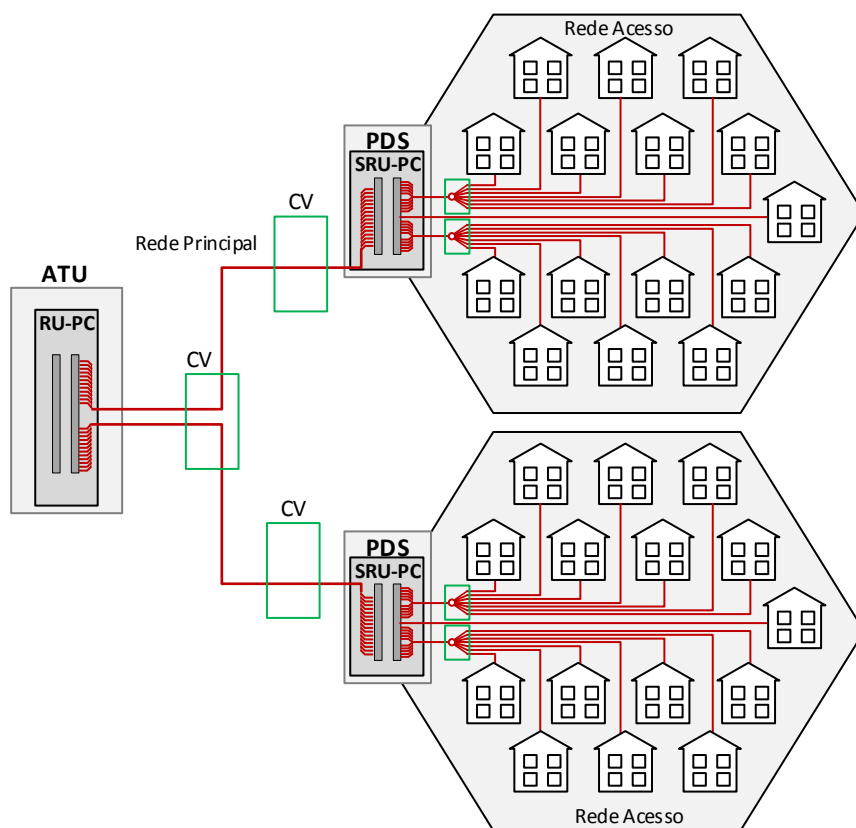 Rede Acesso
PDS
SRU-PC
CV
Rede Principal
ATU
RU-PC
CV
CV
PDS
SRU-PC
Rede Acesso